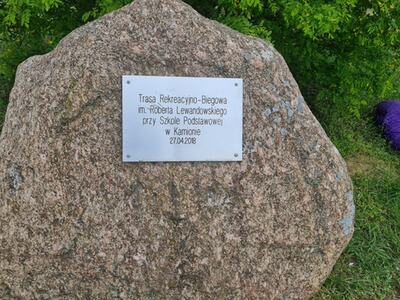 Trasa Rekreacyjno-Biegowa
im. Roberta Lewandowskiego
przy Szkole Podstawowej
w Kamionie
27.04.2018